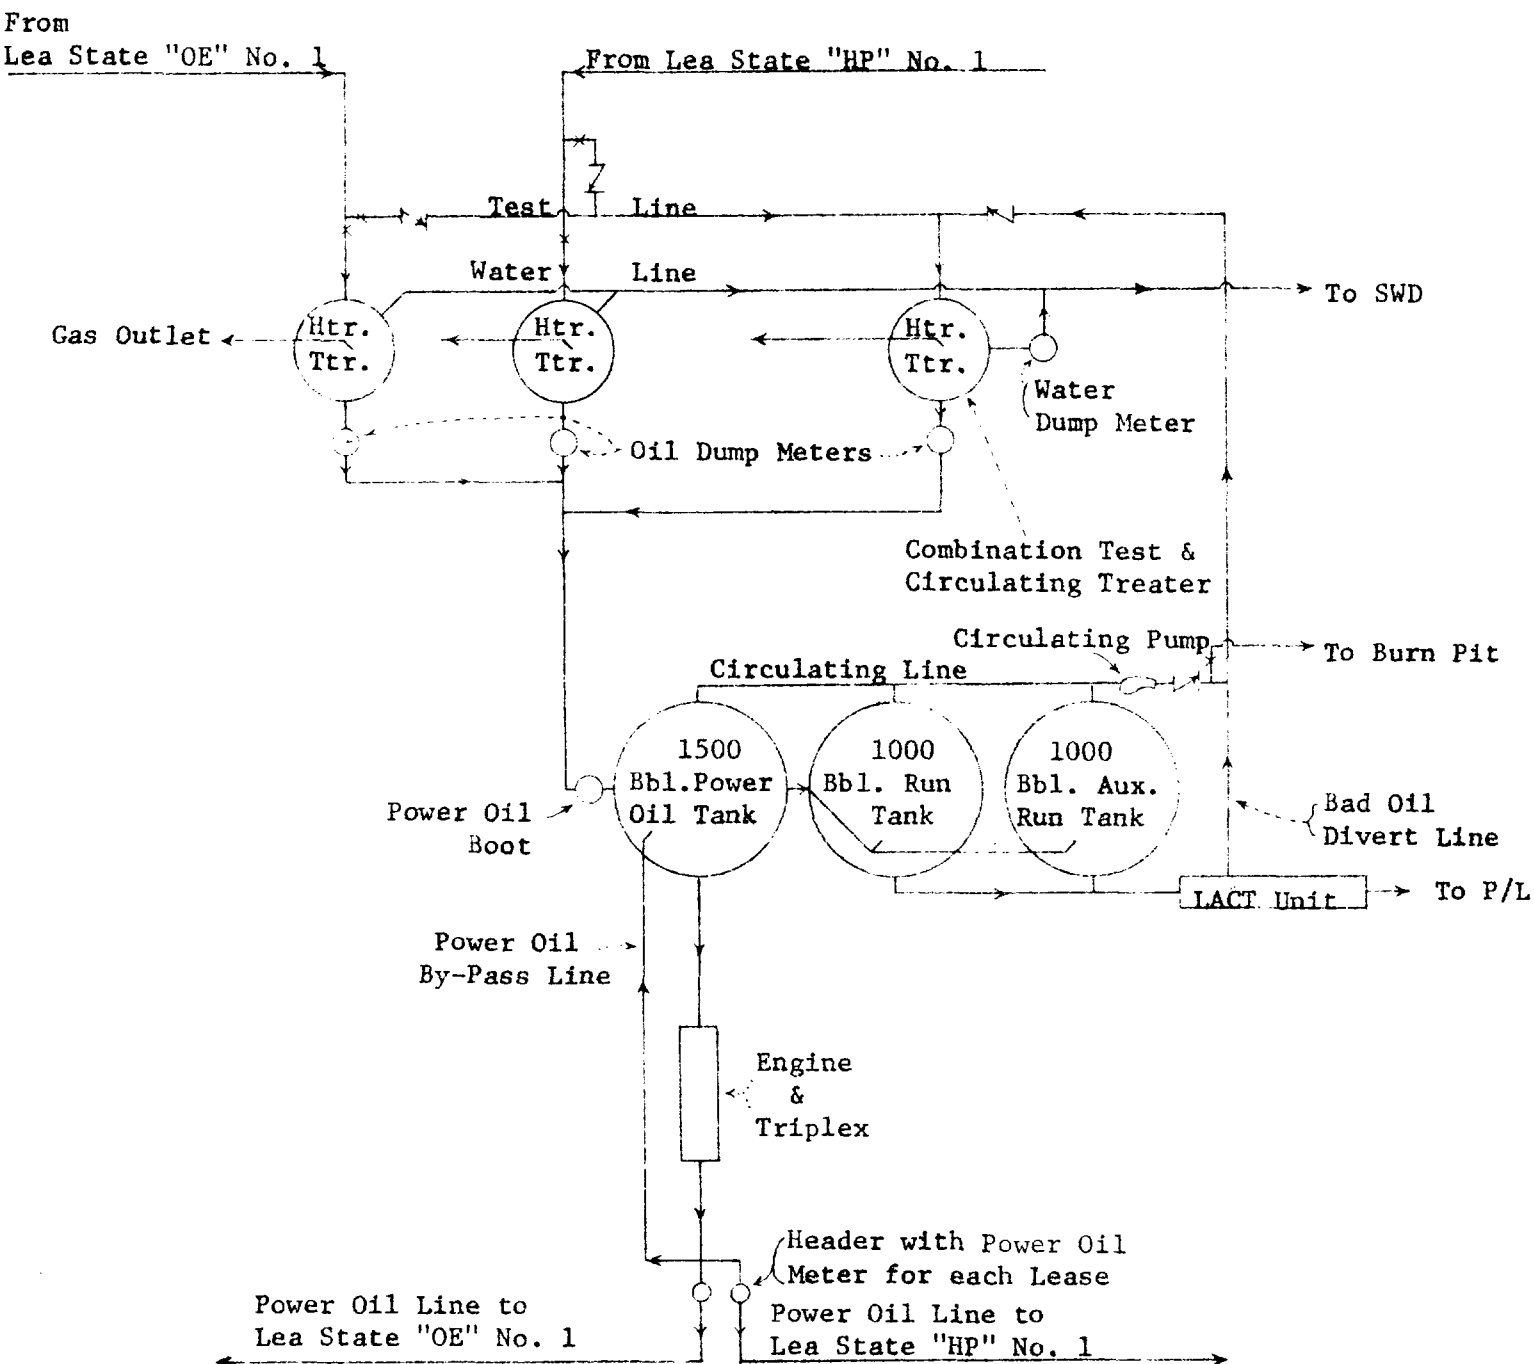 From
Lea State "OE" No. 1
From Lea State "HP" No. 1
Test Line
Water Line
To SWD
Gas Outlet
Htr.
Ttr.
Htr.
Ttr.
Htr.
Ttr.
Water
Dump Meter
Oil Dump Meters
Combination Test &
Circulating Treater
Circulating Pump
To Burn Pit
Circulating Line
1500
Bbl. Power
Oil Tank
1000
Bbl. Run
Tank
1000
Bbl. Aux.
Run Tank
Power Oil
Boot
Bad Oil
Divert Line
LACT Unit
To P/L
Power Oil
By-Pass Line
Engine
&
Triplex
Header with Power Oil
Meter for each Lease
Power Oil Line to
Lea State "OE" No. 1
Power Oil Line to
Lea State "HP" No. 1